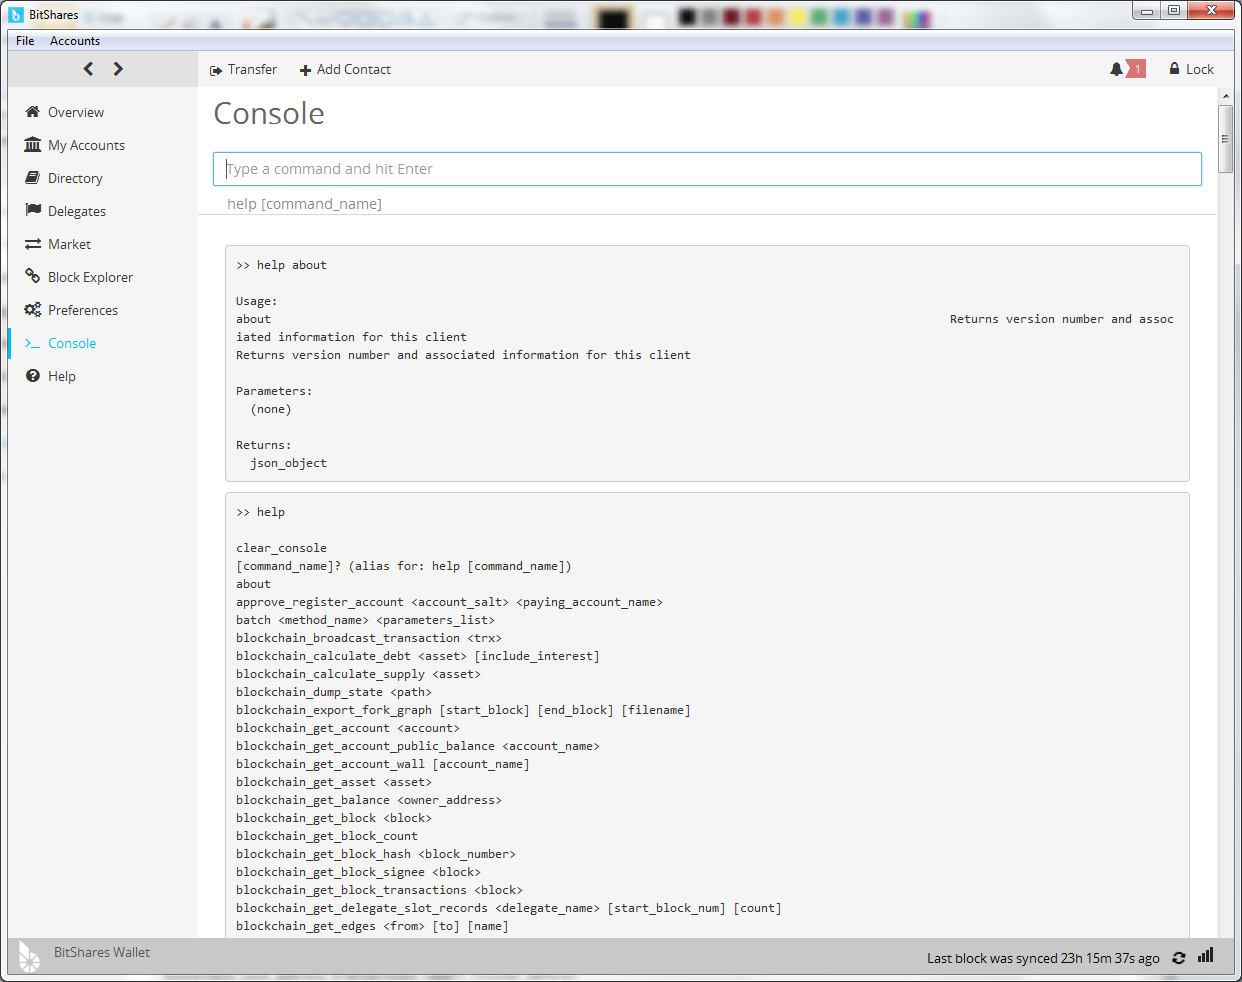 BitShares
File Accounts
Transfer Add Contact 1 Lock
Overview
My Accounts
Directory
Delegates
Market
Block Explorer
Preferences
>_ Console
Help
Console
Type a command and hit Enter
help [command_name]
>> help about
Usage:
about Returns version number and assoc
iated information for this client
Returns version number and associated information for this client
Parameters:
(none)
Returns:
json_object
>> help
clear_console
[command_name]? (alias for: help [command_name])
about
approve_register_account <account_salt> <paying_account_name>
batch <method_name> <parameters_list>
blockchain_broadcast_transaction <trx>
blockchain_calculate_debt <asset> [include_interest]
blockchain_calculate_supply <asset>
blockchain_dump_state <path>
blockchain_export_fork_graph [start_block] [end_block] [filename]
blockchain_get_account <account>
blockchain_get_account_public_balance <account_name>
blockchain_get_account_wall [account_name]
blockchain_get_asset <asset>
blockchain_get_balance <owner_address>
blockchain_get_block <block>
blockchain_get_block_count
blockchain_get_block_hash <block_number>
blockchain_get_block_signee <block>
blockchain_get_block_transactions <block>
blockchain_get_delegate_slot_records <delegate_name> [start_block_num] [count]
blockchain_get_edges <from> [to] [name]
BitShares Wallet
Last block was synced 23h 15m 37s ago